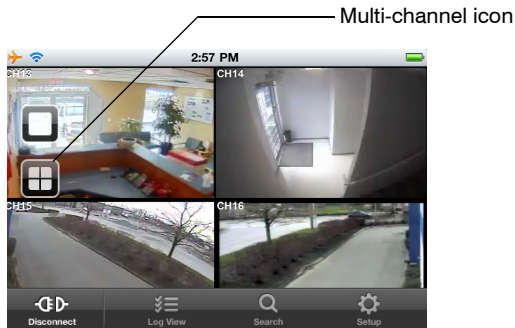 Multi-channel icon
2:57 PM
CH13
CH14
CH15
CH16
Disconnect
Log View
Search
Setup